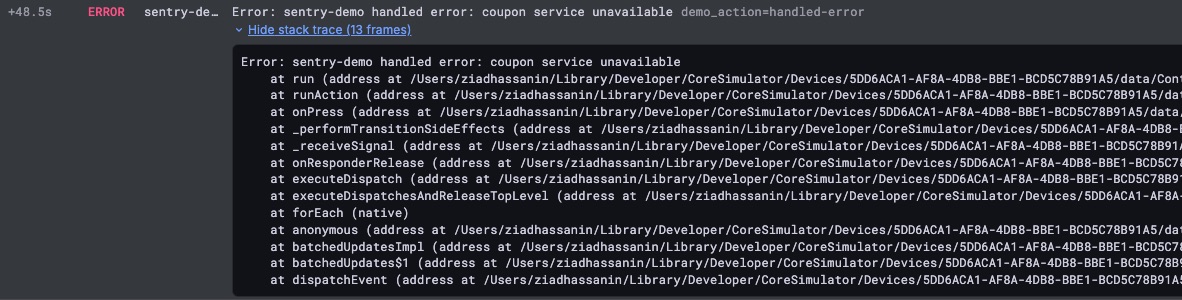 +48.5s ERROR sentry-de… Error: sentry-demo handled error: coupon service unavailable demo_action=handled-error
Hide stack trace (13 frames)
Error: sentry-demo handled error: coupon service unavailable
at run (address at /Users/ziadhassanin/Library/Developer/CoreSimulator/Devices/5DD6ACA1-AF8A-4DB8-BBE1-BCD5C78B91A5/data/Cont
at runAction (address at /Users/ziadhassanin/Library/Developer/CoreSimulator/Devices/5DD6ACA1-AF8A-4DB8-BBE1-BCD5C78B91A5/dat
at onPress (address at /Users/ziadhassanin/Library/Developer/CoreSimulator/Devices/5DD6ACA1-AF8A-4DB8-BBE1-BCD5C78B91A5/data/
at _performTransitionSideEffects (address at /Users/ziadhassanin/Library/Developer/CoreSimulator/Devices/5DD6ACA1-AF8A-4DB8-B
at _receiveSignal (address at /Users/ziadhassanin/Library/Developer/CoreSimulator/Devices/5DD6ACA1-AF8A-4DB8-BBE1-BCD5C78B91A
at onResponderRelease (address at /Users/ziadhassanin/Library/Developer/CoreSimulator/Devices/5DD6ACA1-AF8A-4DB8-BBE1-BCD5C78
at executeDispatch (address at /Users/ziadhassanin/Library/Developer/CoreSimulator/Devices/5DD6ACA1-AF8A-4DB8-BBE1-BCD5C78B91
at executeDispatchesAndReleaseTopLevel (address at /Users/ziadhassanin/Library/Developer/CoreSimulator/Devices/5DD6ACA1-AF8A-
at forEach (native)
at anonymous (address at /Users/ziadhassanin/Library/Developer/CoreSimulator/Devices/5DD6ACA1-AF8A-4DB8-BBE1-BCD5C78B91A5/dat
at batchedUpdatesImpl (address at /Users/ziadhassanin/Library/Developer/CoreSimulator/Devices/5DD6ACA1-AF8A-4DB8-BBE1-BCD5C78
at batchedUpdates$1 (address at /Users/ziadhassanin/Library/Developer/CoreSimulator/Devices/5DD6ACA1-AF8A-4DB8-BBE1-BCD5C78B9
at dispatchEvent (address at /Users/ziadhassanin/Library/Developer/CoreSimulator/Devices/5DD6ACA1-AF8A-4DB8-BBE1-BCD5C78B91A5